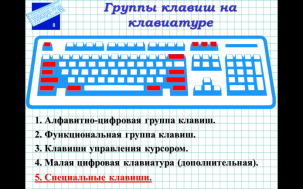 Группы клавиш на
клавиатуре
1. Алфавитно-цифровая группа клавиш.
2. Функциональная группа клавиш.
3. Клавиши управления курсором.
4. Малая цифровая клавиатура (дополнительная).
5. Специальные клавиши.